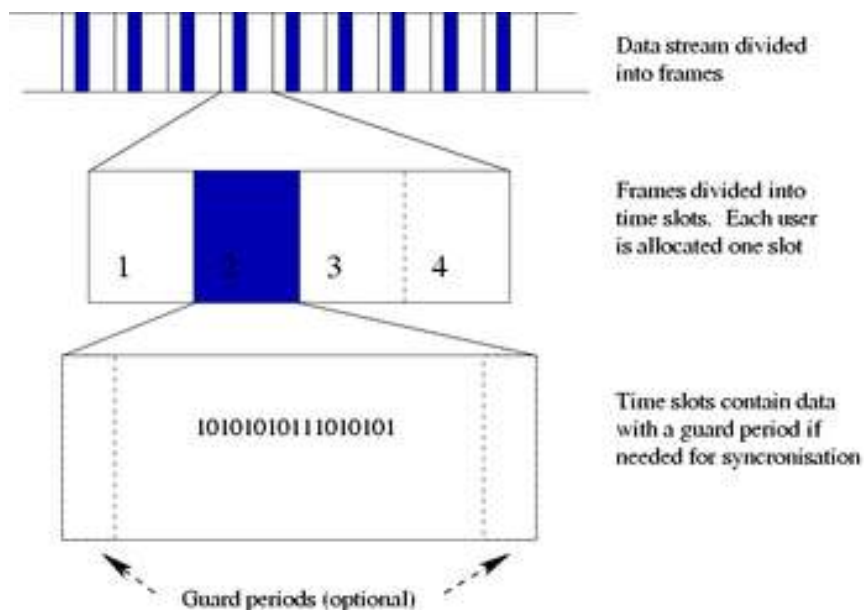 Data stream divided
into frames
Frames divided into
time slots. Each user
is allocated one slot
1 2 3 4
Time slots contain data
with a guard period if
needed for syncronisation
10101010111010101
Guard periods (optional)